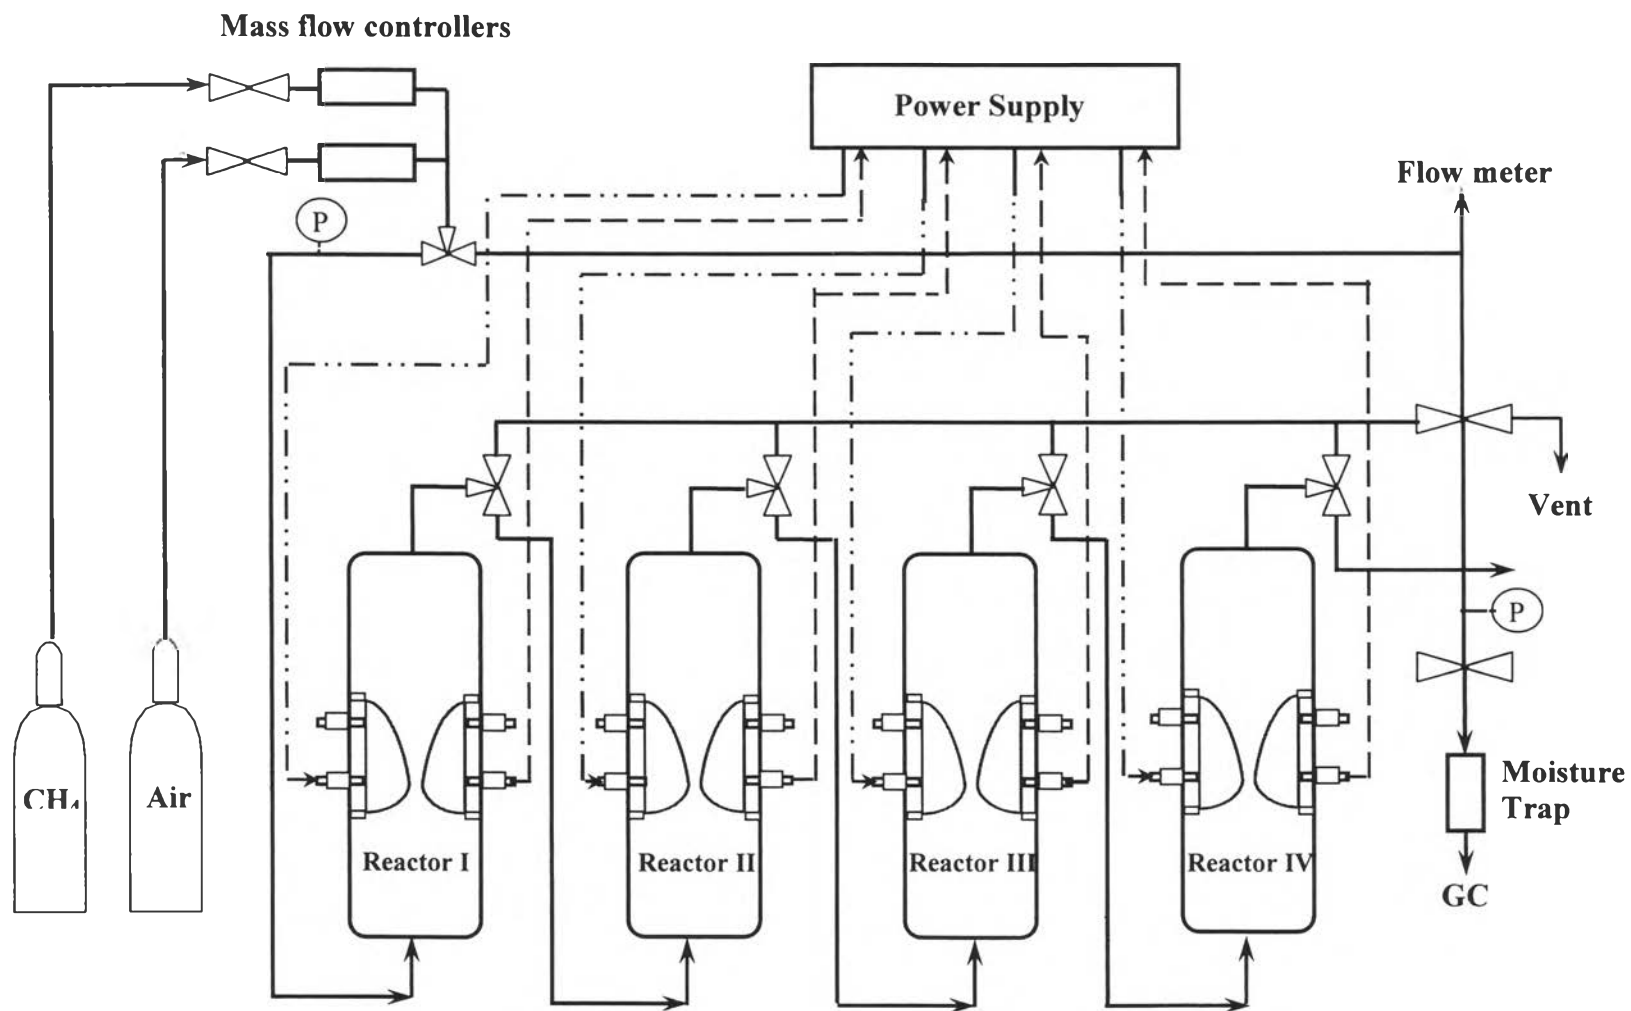 Mass flow controllers
Power Supply
Flow meter
P
Vent
P
CH₄
Air
Moisture
Trap
Reactor I
Reactor II
Reactor III
Reactor IV
GC